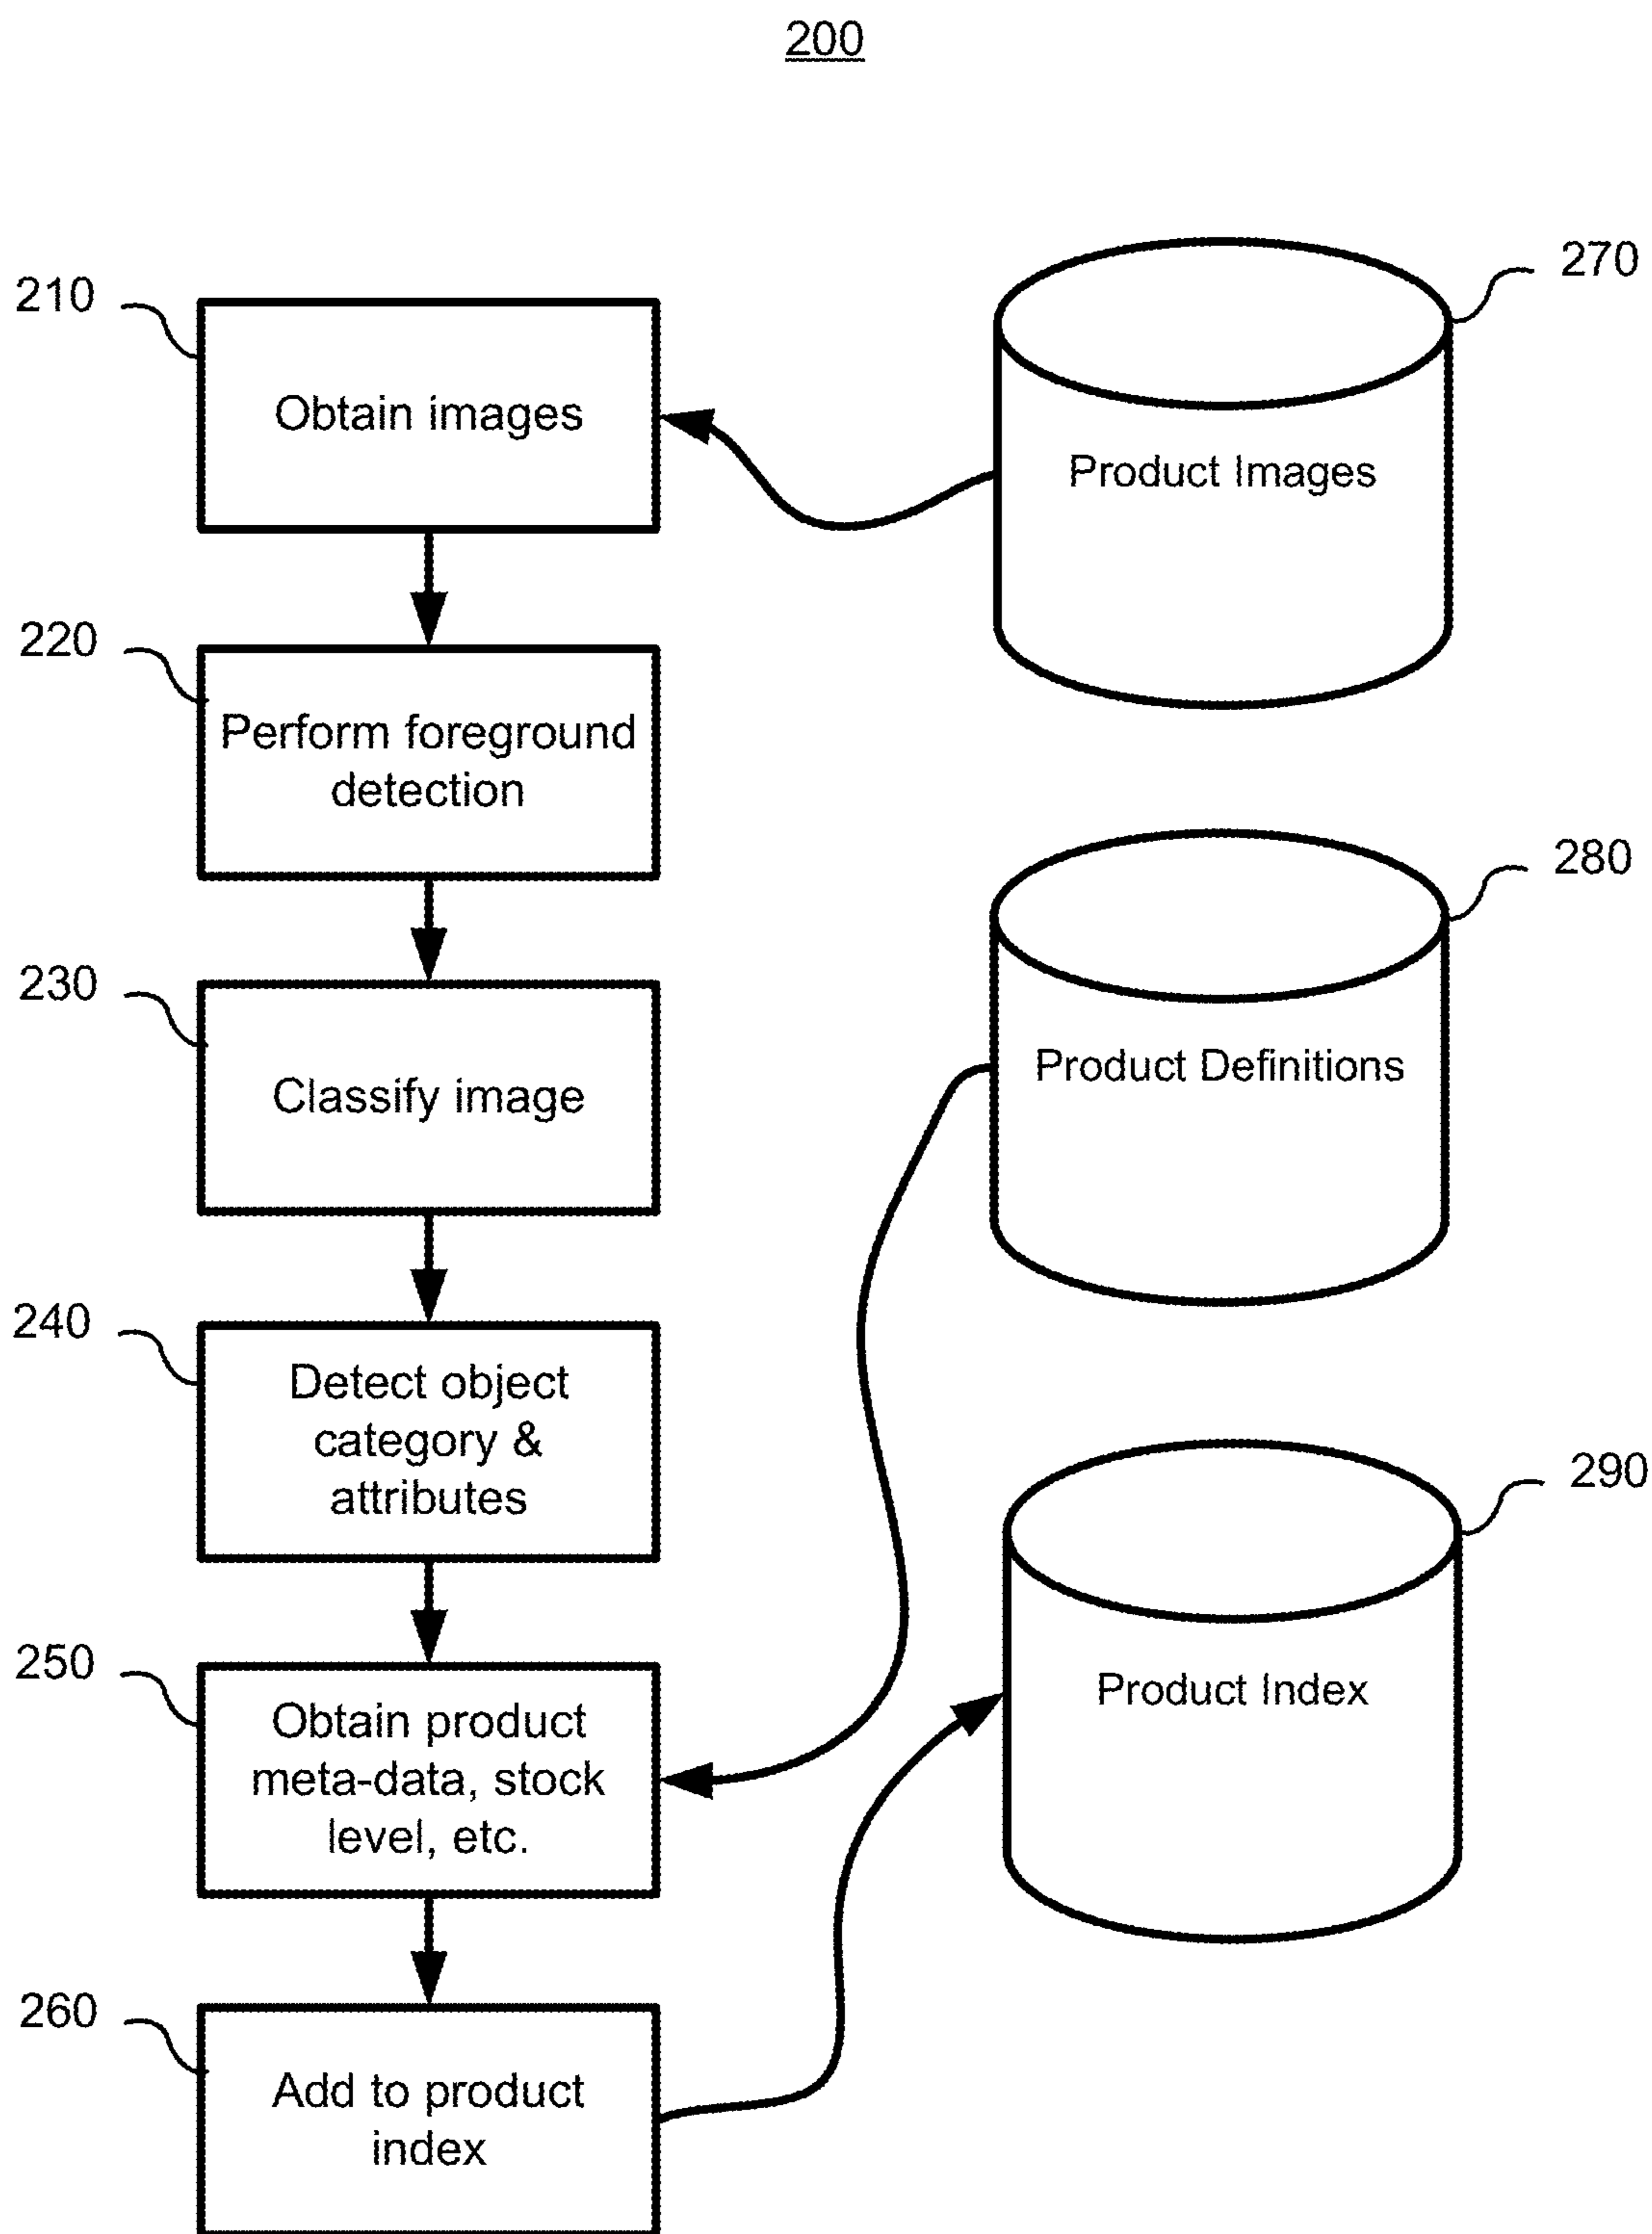 200
210
Obtain images
270
Product Images
220
Perform foreground
detection
280
Product Definitions
230
Classify image
240
Detect object
category &
attributes
290
Product Index
250
Obtain product
meta-data, stock
level, etc.
260
Add to product
index